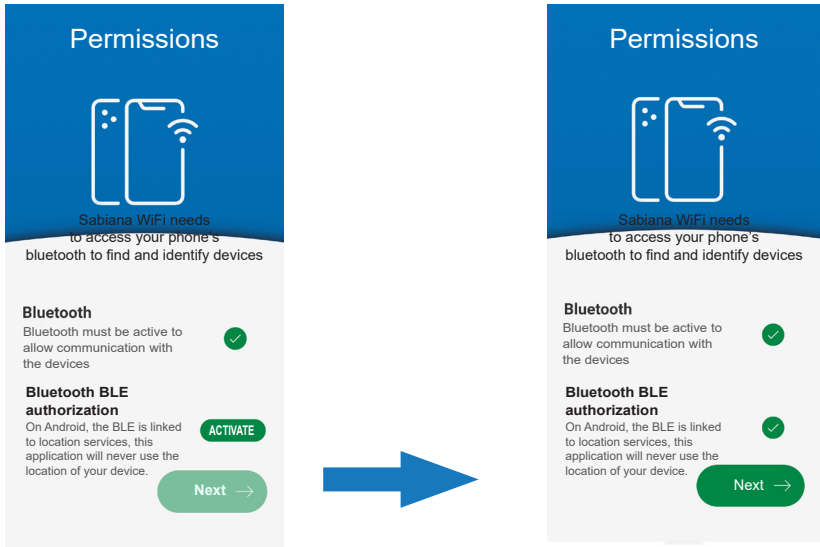 Permissions
Sabiana WiFi needs
to access your phone's
bluetooth to find and identify devices
Bluetooth
Bluetooth must be active to
allow communication with
the devices
Bluetooth BLE
authorization
On Android, the BLE is linked
to location services, this
application will never use the
location of your device.
ACTIVATE
Next
Permissions
Sabiana WiFi needs
to access your phone's
bluetooth to find and identify devices
Bluetooth
Bluetooth must be active to
allow communication with
the devices
Bluetooth BLE
authorization
On Android, the BLE is linked
to location services, this
application will never use the
location of your device.
Next